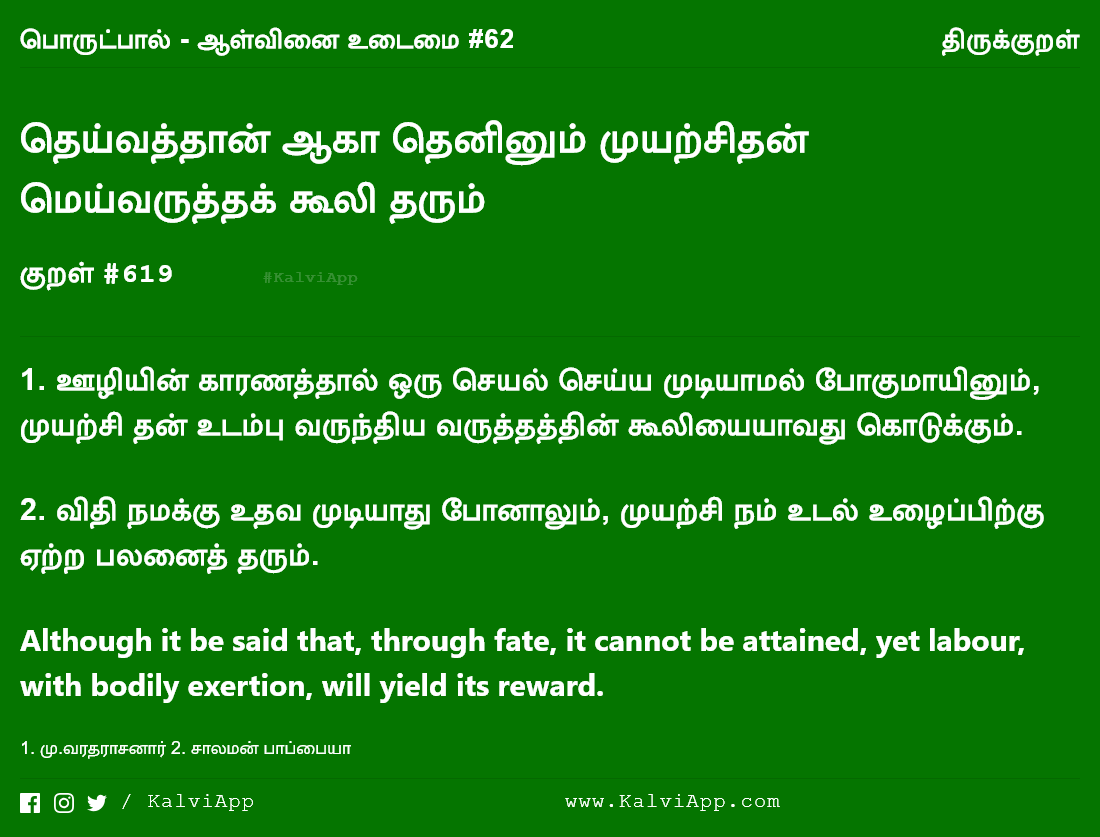 பொருட்பால் - ஆள்வினை உடைமை #62 திருக்குறள்
தெய்வத்தான் ஆகா தெனினும் முயற்சிதன்
மெய்வருத்தக் கூலி தரும்
குறள் #619 #KalviApp
1. ஊழியின் காரணத்தால் ஒரு செயல் செய்ய முடியாமல் போகுமாயினும்,
முயற்சி தன் உடம்பு வருந்திய வருத்தத்தின் கூலியையாவது கொடுக்கும்.
2. விதி நமக்கு உதவ முடியாது போனாலும், முயற்சி நம் உடல் உழைப்பிற்கு
ஏற்ற பலனைத் தரும்.
Although it be said that, through fate, it cannot be attained, yet labour,
with bodily exertion, will yield its reward.
1. மு.வரதராசனார் 2. சாலமன் பாப்பையா
/ KalviApp www.KalviApp.com